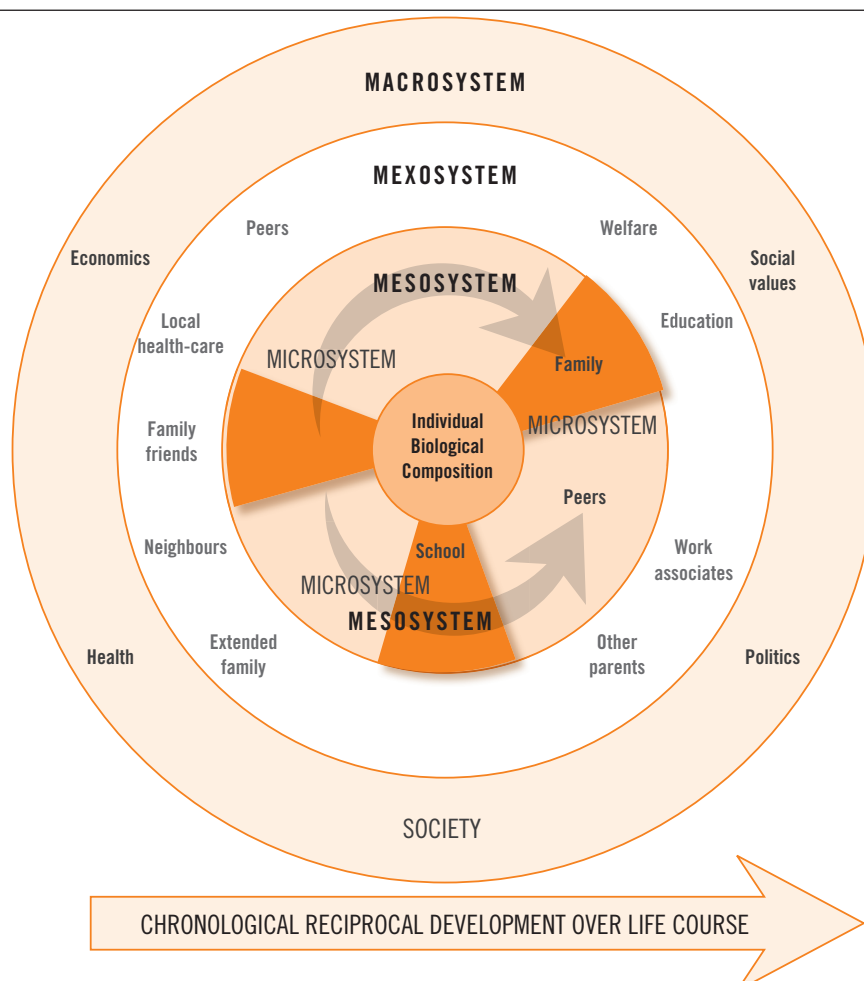 MACROSYSTEM
MEXOSYSTEM
Peers
Welfare
Economics
Social
values
MESOSYSTEM
Local
health-care
Education
MICROSYSTEM
Family
Family
friends
Individual
Biological
Composition
MICROSYSTEM
Peers
Neighbours
School
Work
associates
MICROSYSTEM
MESOSYSTEM
Health
Extended
family
Other
parents
Politics
SOCIETY
CHRONOLOGICAL RECIPROCAL DEVELOPMENT OVER LIFE COURSE